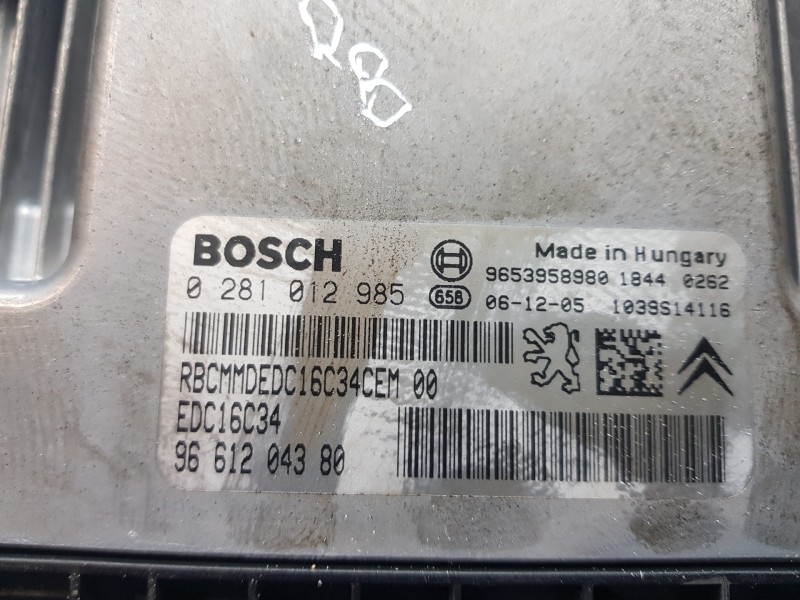 BOSCH
Made in Hungary
9653958980 1844 0262
0 281 012 985
658 06-12-05 1039S14116
RBCMMDEDC16C34CEM 00
EDC16C34
96 612 043 80